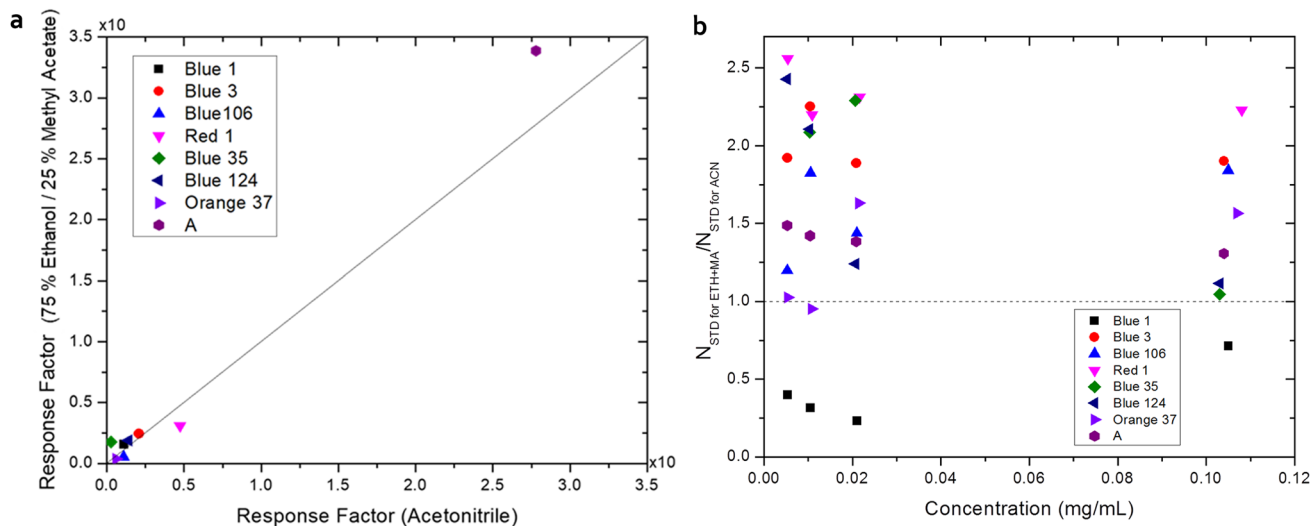 a
x10
Response Factor (75 % Ethanol / 25 % Methyl Acetate)
3.5
3.0
2.5
2.0
1.5
1.0
0.5
0.0
Blue 1
Blue 3
Blue106
Red 1
Blue 35
Blue 124
Orange 37
A
0.0 0.5 1.0 1.5 2.0 2.5 3.0 3.5
x10
Response Factor (Acetonitrile)
b
N STD for ETH+MA/N STD for ACN
2.5
2.0
1.5
1.0
0.5
0.0
Blue 1
Blue 3
Blue 106
Red 1
Blue 35
Blue 124
Orange 37
A
0.00 0.02 0.04 0.06 0.08 0.10 0.12
Concentration (mg/mL)